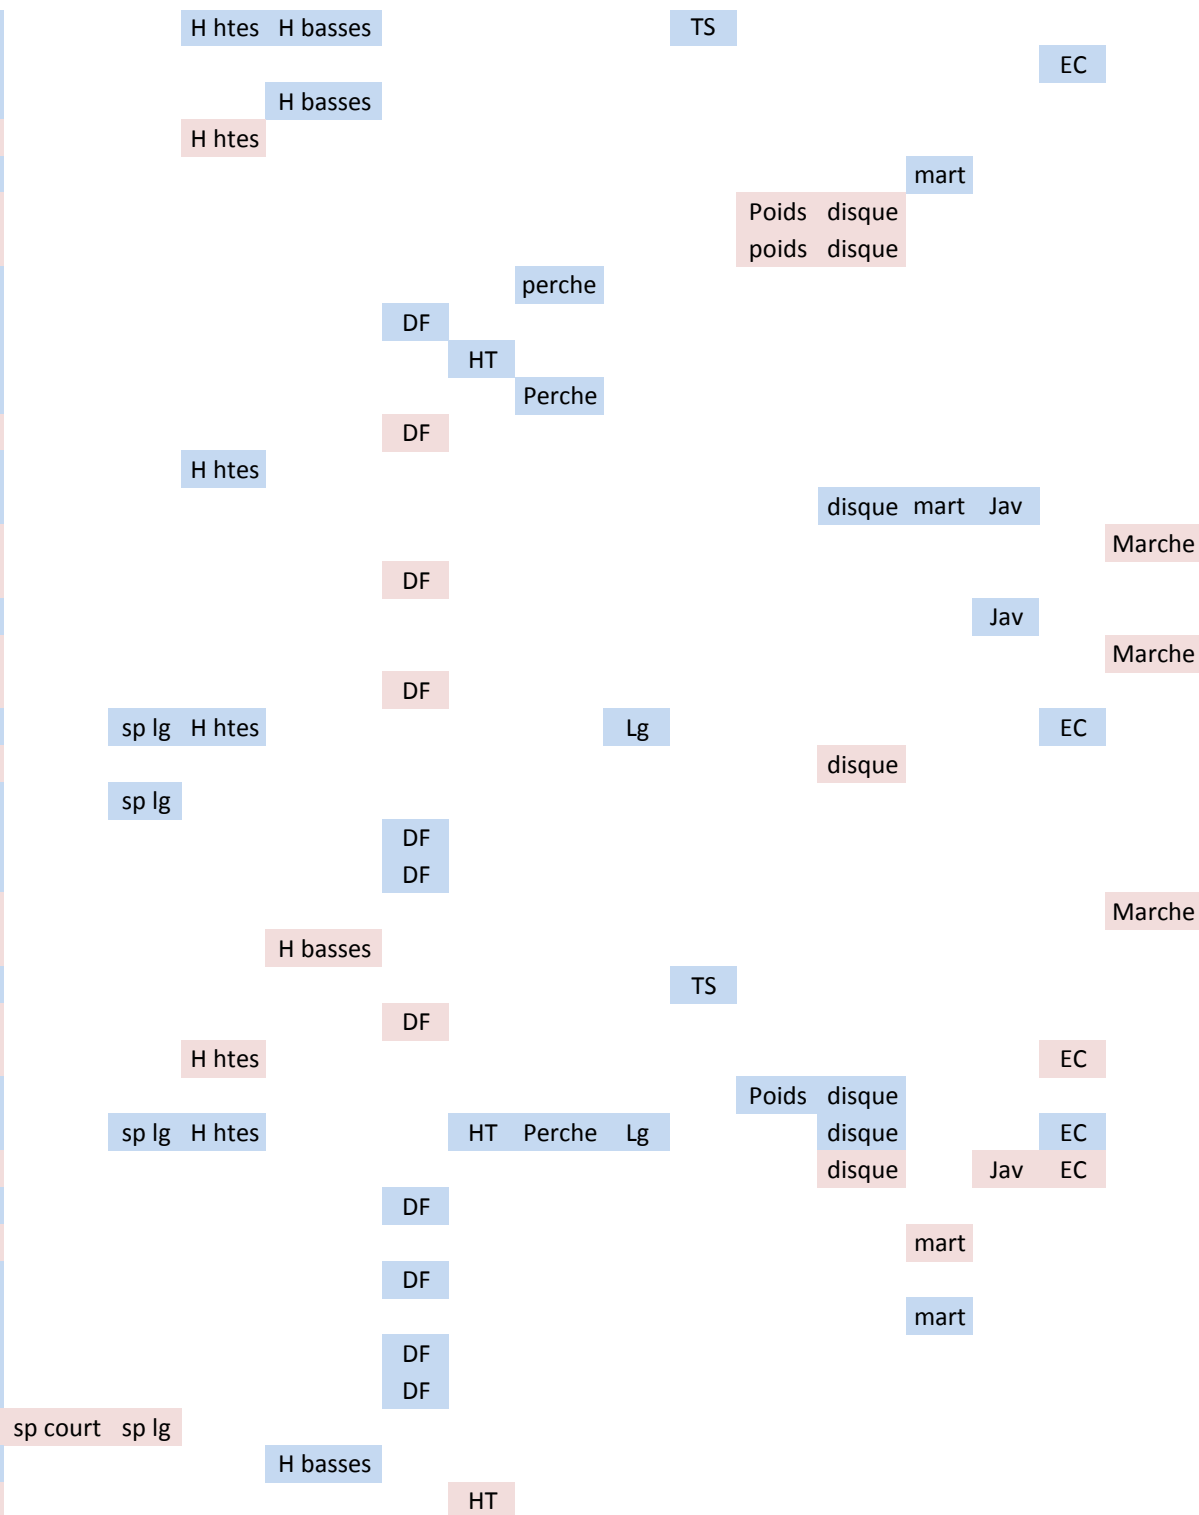 H htes H basses TS
EC
H basses
H htes
mart
Poids disque
poids disque
perche
DF
HT
Perche
DF
H htes
disque mart Jav
Marche
DF
Jav
Marche
DF
sp lg H htes Lg EC
disque
sp lg
DF
DF
Marche
H basses
TS
DF
H htes EC
Poids disque
sp lg H htes HT Perche Lg disque EC
disque Jav EC
DF
mart
DF
mart
DF
DF
sp court sp lg
H basses
HT